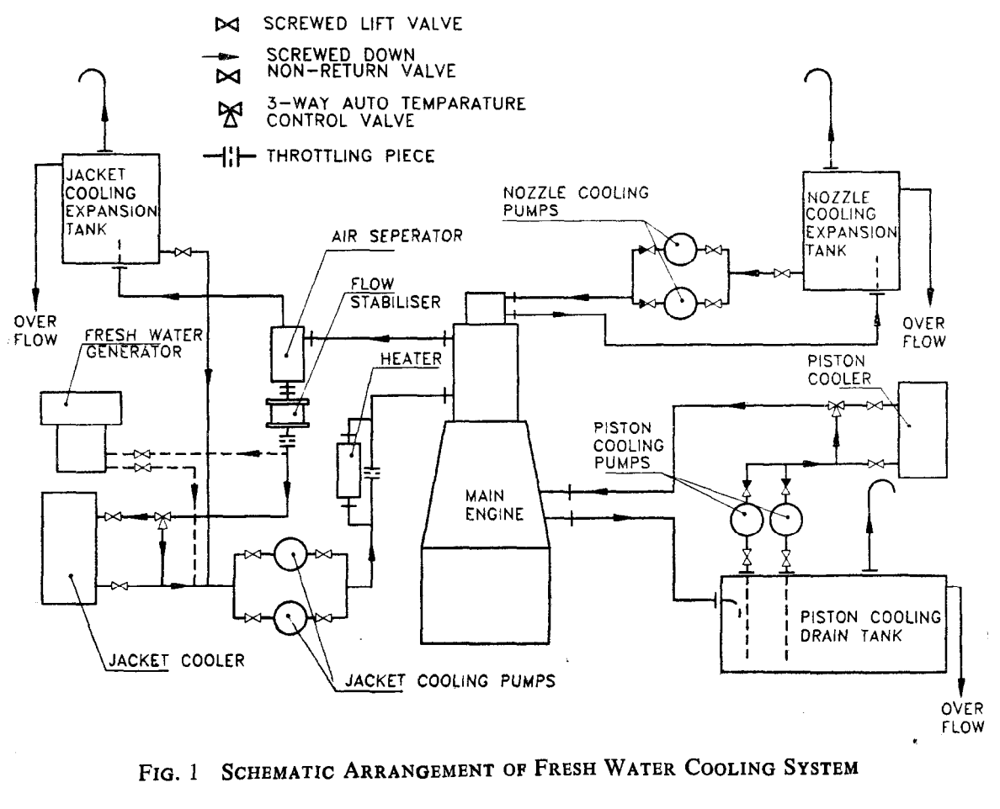 SCREWED LIFT VALVE
SCREWED DOWN
NON-RETURN VALVE
3-WAY AUTO TEMPARATURE
CONTROL VALVE
THROTTLING PIECE
JACKET
COOLING
EXPANSION
TANK
OVER
FLOW
AIR SEPERATOR
FLOW
STABILISER
FRESH WATER
GENERATOR
HEATER
NOZZLE COOLING
PUMPS
NOZZLE
COOLING
EXPANSION
TANK
OVER
FLOW
PISTON
COOLER
PISTON
COOLING
PUMPS
MAIN
ENGINE
PISTON COOLING
DRAIN TANK
JACKET COOLER
JACKET COOLING PUMPS
OVER
FLOW
FIG. 1 SCHEMATIC ARRANGEMENT OF FRESH WATER COOLING SYSTEM